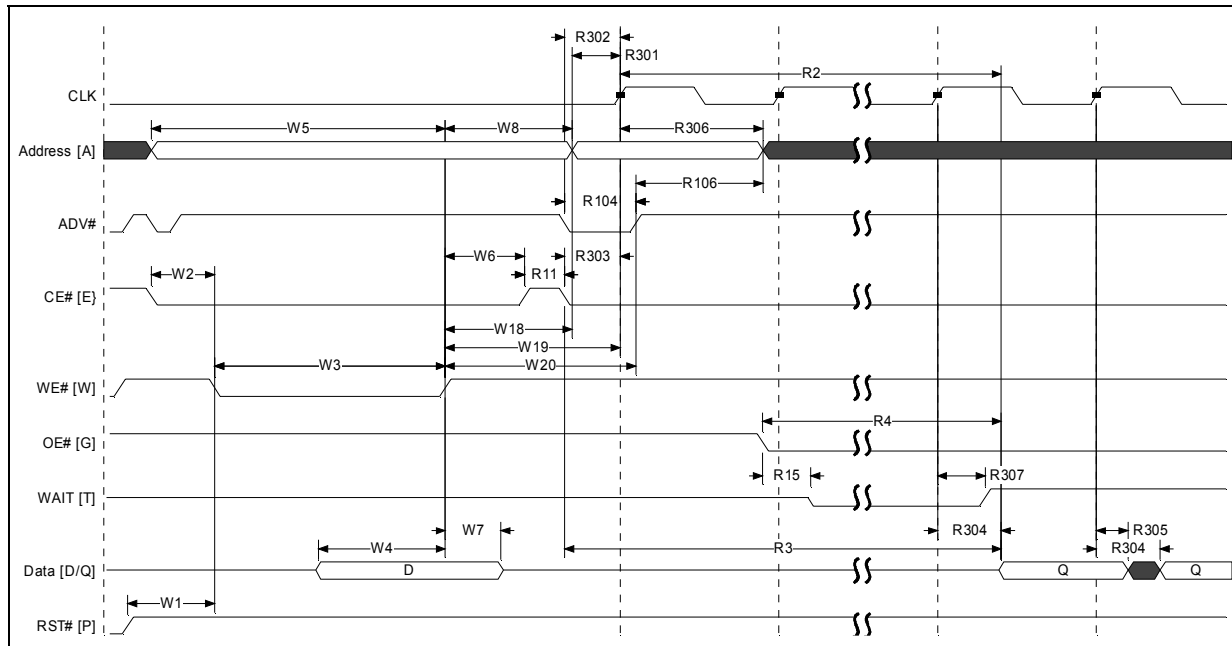 R302
R301
R2
CLK
W5
W8
R306
Address [A]
R106
R104
ADV#
W6
R303
W2
R11
CE# [E}
W18
W19
W3
W20
WE# [W]
R4
OE# [G]
R15
R307
WAIT [T]
W7
R304
R305
W4
R3
R304
Data [D/Q]
D
Q
Q
W1
RST# [P]